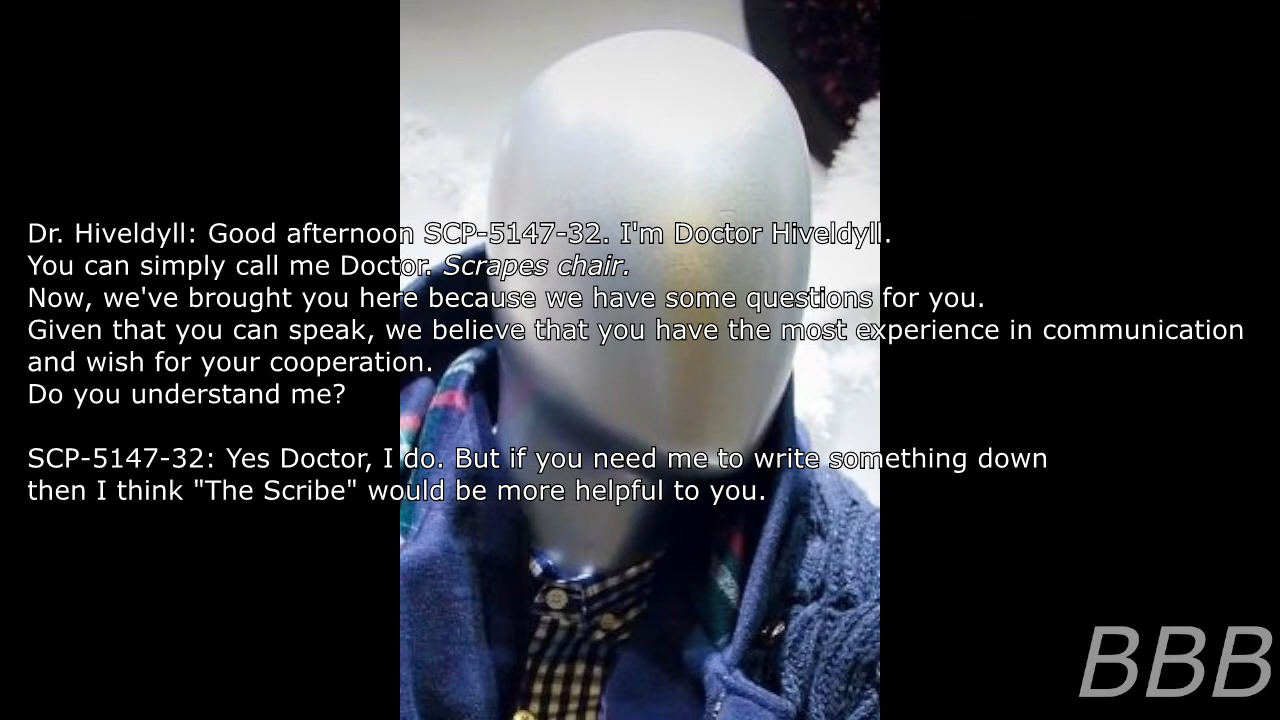 Dr. Hiveldyll: Good afternoon SCP-5147-32. I'm Doctor Hiveldyll.
You can simply call me Doctor. Scrapes chair.
Now, we've brought you here because we have some questions for you.
Given that you can speak, we believe that you have the most experience in communication
and wish for your cooperation.
Do you understand me?
SCP-5147-32: Yes Doctor, I do. But if you need me to write something down
then I think "The Scribe" would be more helpful to you.
BBB